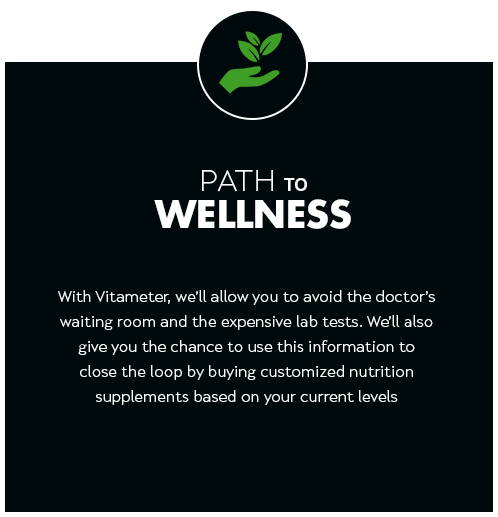 PATH TO
WELLNESS
With Vitameter, we'll allow you to avoid the doctor's
waiting room and the expensive lab tests. We'll also
give you the chance to use this information to
close the loop by buying customized nutrition
supplements based on your current levels